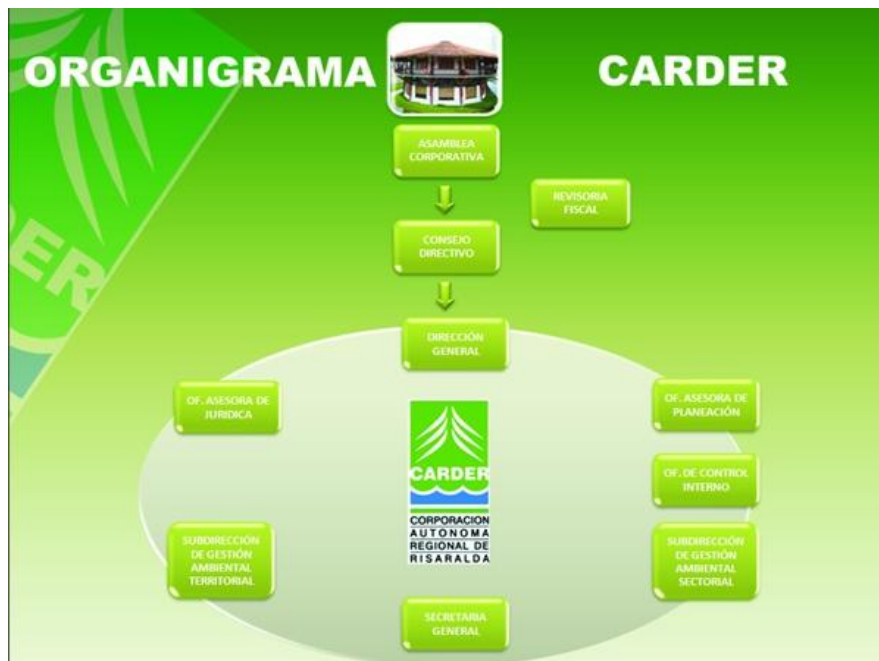 ORGANIGRAMA CARDER
ASAMBLEA
CORPORATIVA
REVISORIA
FISCAL
CONSEJO
DIRECTIVO
DIRECCIÓN
GENERAL
OF. ASESORA DE
JURIDICA
OF. ASESORA DE
PLANEACIÓN
OF. DE CONTROL
INTERNO
CARDER
CORPORACION
AUTONOMA
REGIONAL DE
RISARALDA
SUBDIRECCIÓN
DE GESTIÓN
AMBIENTAL
TERRITORIAL
SUBDIRECCIÓN
DE GESTIÓN
AMBIENTAL
SECTORIAL
SECRETARIA
GENERAL
DER